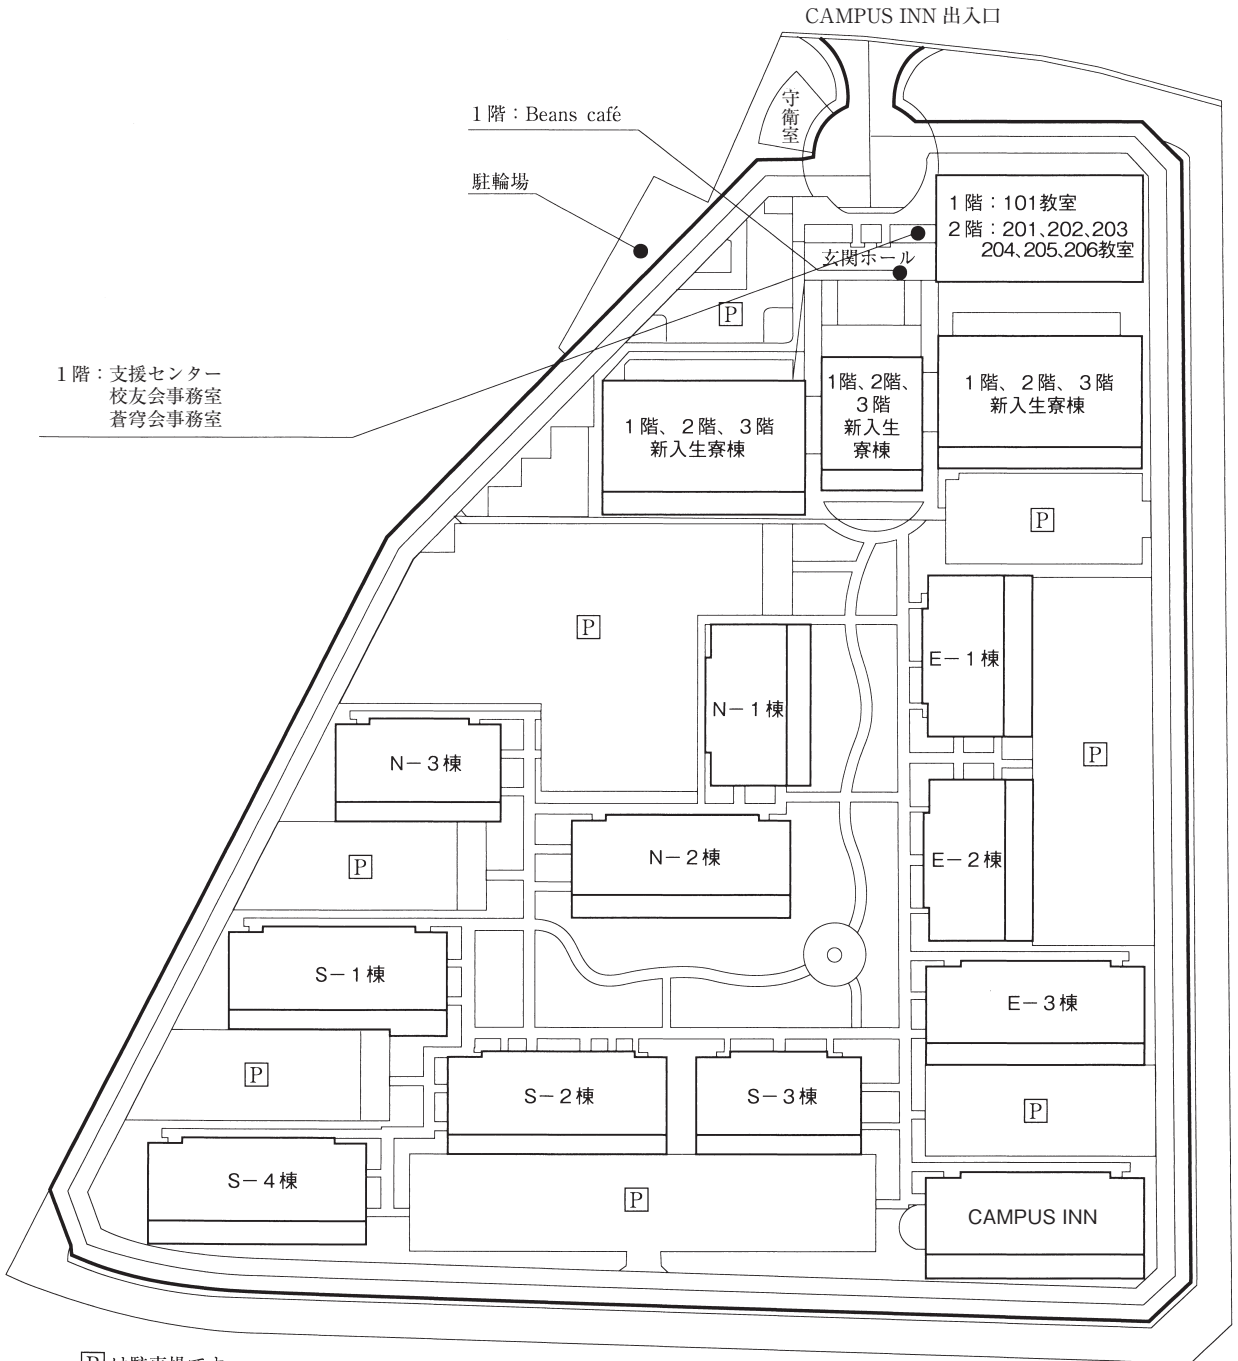 CAMPUS INN 出入口
守衛室
1階：Beans café
駐輪場
1階：101教室
2階：201、202、203
204、205、206教室
玄関ホール
P
1階：支援センター
校友会事務室
蒼穹会事務室
1階、2階、3階
新入生寮棟
1階、2階、
3階
新入生
寮棟
1階、2階、3階
新入生寮棟
P
P
E－1棟
N－1棟
N－3棟
P
N－2棟
E－2棟
P
S－1棟
E－3棟
P
S－2棟
S－3棟
P
S－4棟
P
CAMPUS INN